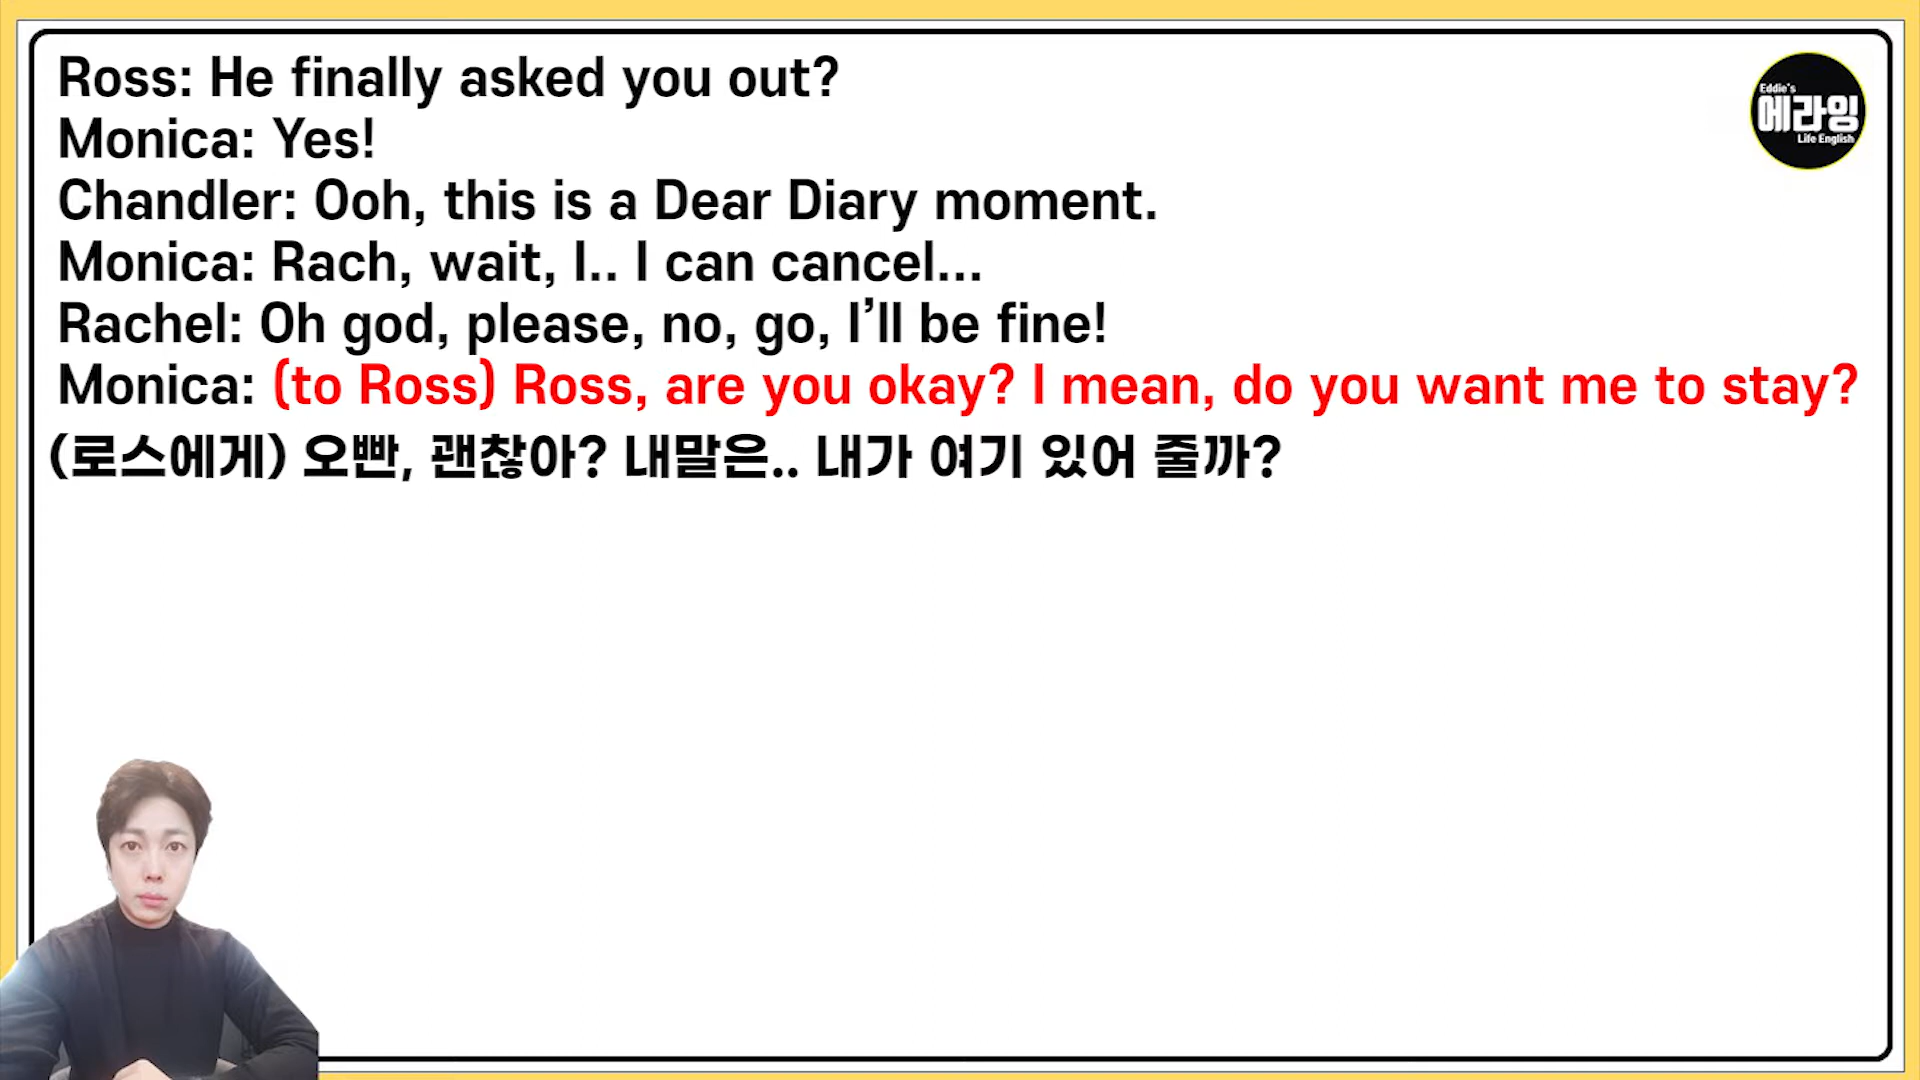 Ross: He finally asked you out?
Monica: Yes!
Chandler: Ooh, this is a Dear Diary moment.
Monica: Rach, wait, I.. I can cancel...
Rachel: Oh god, please, no, go, I’ll be fine!
Monica: (to Ross) Ross, are you okay? I mean, do you want me to stay?
(로스에게) 오빤, 괜찮아? 내말은.. 내가 여기 있어 줄까?
Eddie's
에라잉
Life English